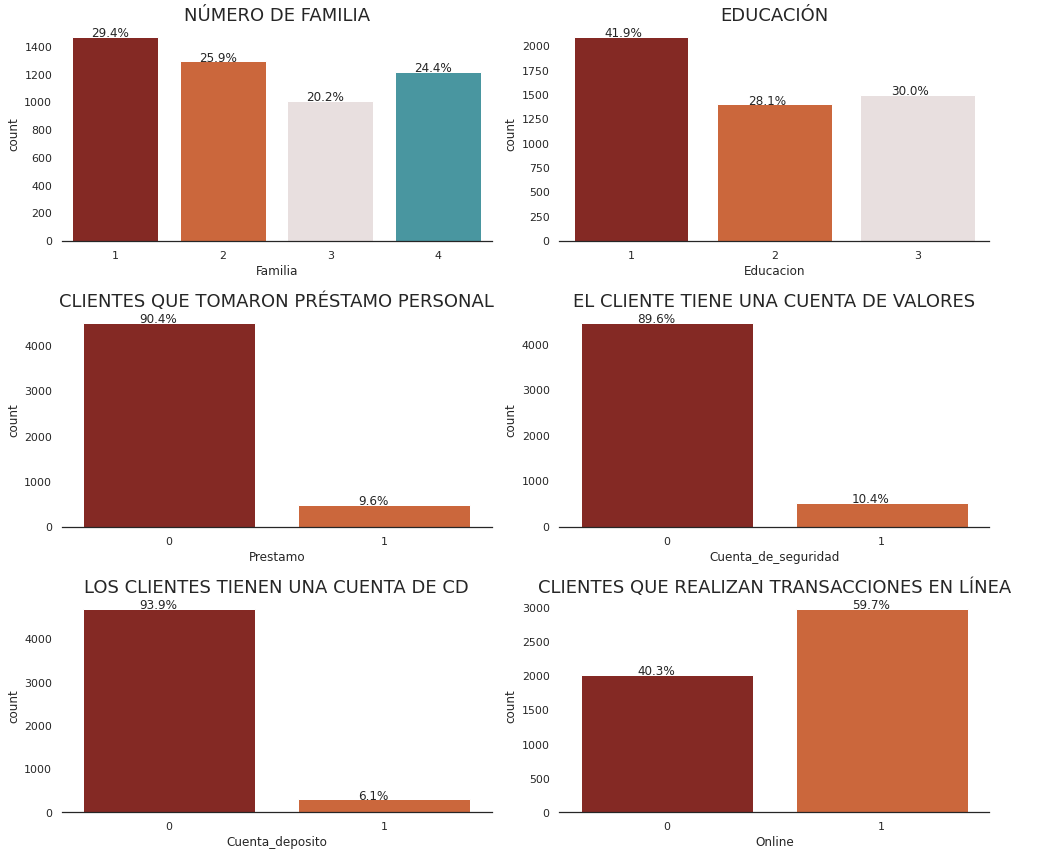 NÚMERO DE FAMILIA
29.4%
25.9%
20.2%
24.4%
1400
1200
1000
800
600
400
200
0
count
1 2 3 4
Familia
EDUCACIÓN
41.9%
28.1%
30.0%
2000
1750
1500
1250
1000
750
500
250
0
count
1 2 3
Educacion
CLIENTES QUE TOMARON PRÉSTAMO PERSONAL
90.4%
9.6%
4000
3000
2000
1000
0
count
0 1
Prestamo
EL CLIENTE TIENE UNA CUENTA DE VALORES
89.6%
10.4%
4000
3000
2000
1000
0
count
0 1
Cuenta_de_seguridad
LOS CLIENTES TIENEN UNA CUENTA DE CD
93.9%
6.1%
4000
3000
2000
1000
0
count
0 1
Cuenta_deposito
CLIENTES QUE REALIZAN TRANSACCIONES EN LÍNEA
40.3%
59.7%
3000
2500
2000
1500
1000
500
0
count
0 1
Online